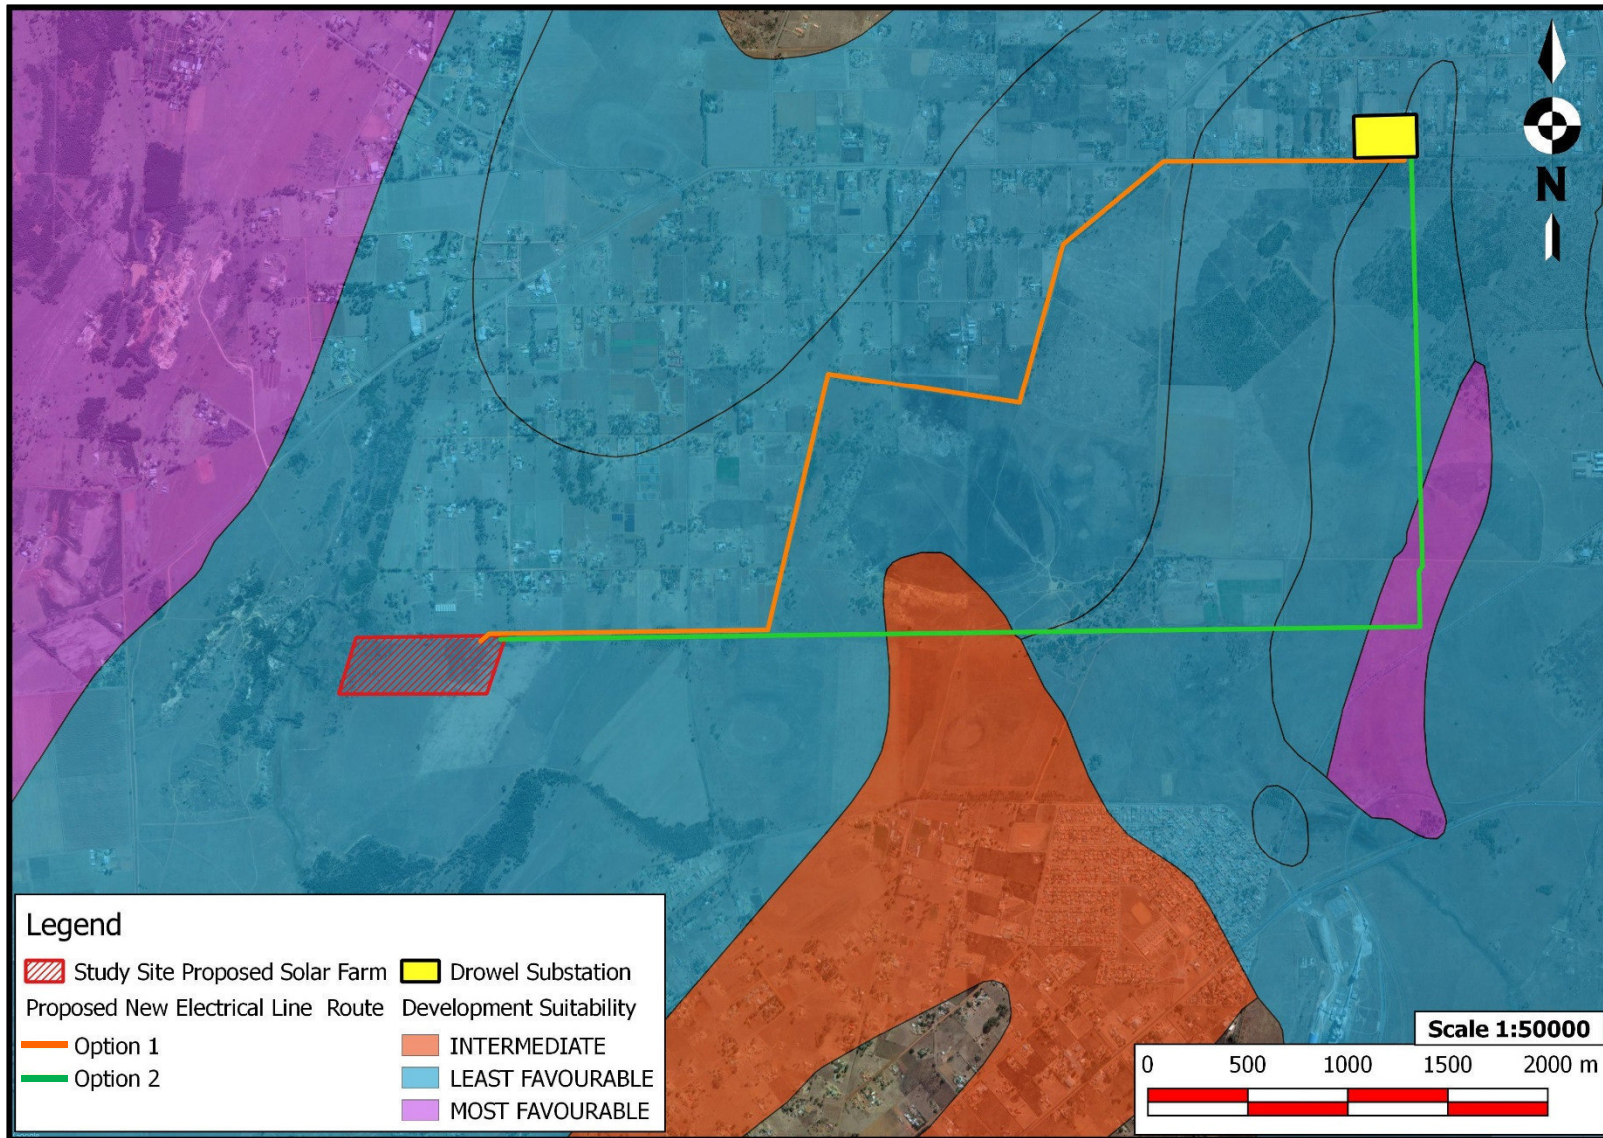 N
Legend
Study Site Proposed Solar Farm
Drowel Substation
Proposed New Electrical Line Route
Development Suitability
Option 1
Option 2
INTERMEDIATE
LEAST FAVOURABLE
MOST FAVOURABLE
Scale 1:50000
0 500 1000 1500 2000 m